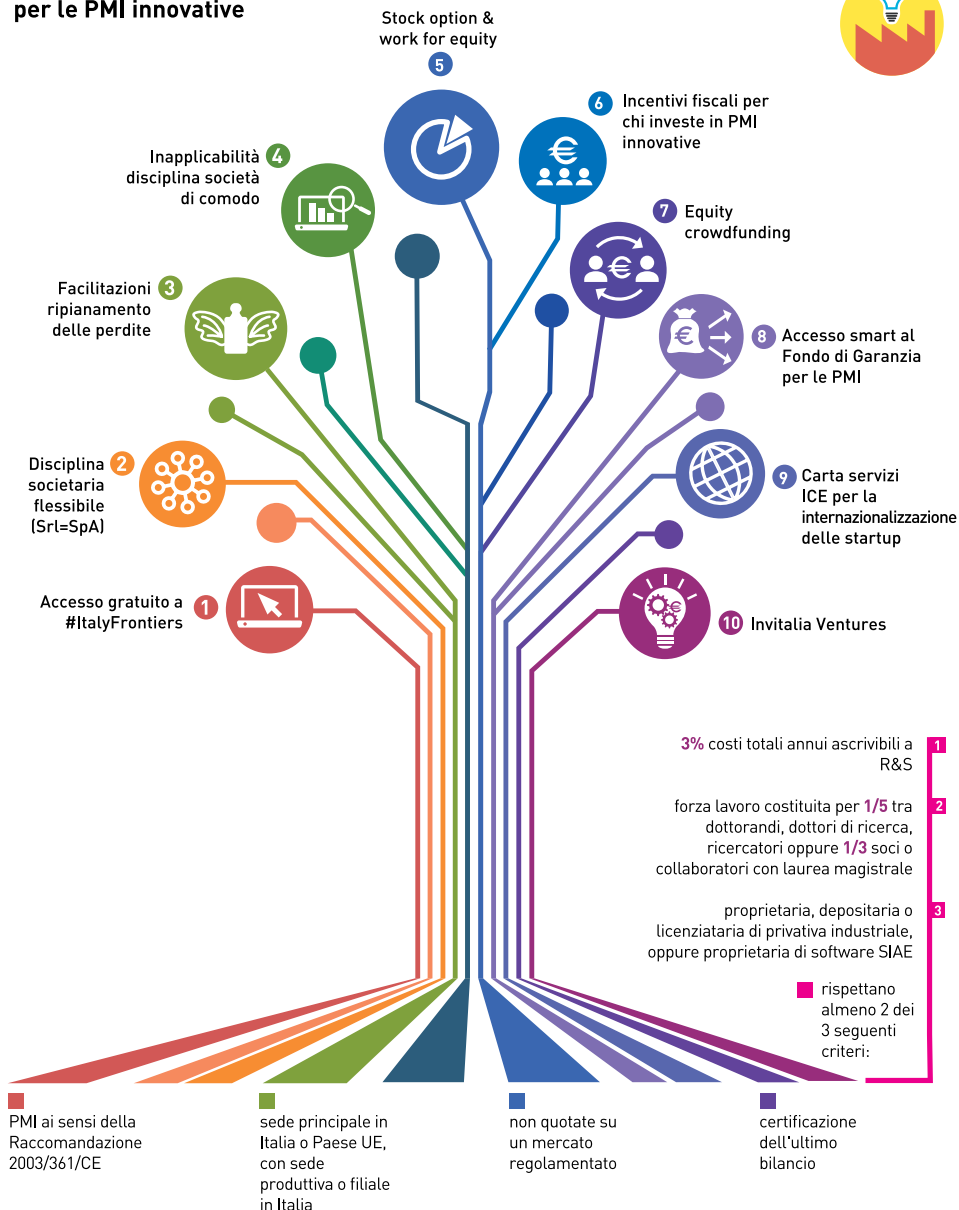 per le PMI innovative
Stock option &
work for equity
5
6
Incentivi fiscali per
chi investe in PMI
innovative
Inapplicabilità
disciplina società
di comodo
4
7
Equity
crowdfunding
Facilitazioni
ripianamento
delle perdite
3
8
Accesso smart al
Fondo di Garanzia
per le PMI
Disciplina
societaria
flessibile
(Srl=SpA)
2
9
Carta servizi
ICE per la
internazionalizzazione
delle startup
Accesso gratuito a
#ItalyFrontiers
1
10
Invitalia Ventures
3% costi totali annui ascrivibili a
R&S
1
forza lavoro costituita per 1/5 tra
dottorandi, dottori di ricerca,
ricercatori oppure 1/3 soci o
collaboratori con laurea magistrale
2
proprietaria, depositaria o
licenziataria di privativa industriale,
oppure proprietaria di software SIAE
3
rispettano
almeno 2 dei
3 seguenti
criteri:
PMI ai sensi della
Raccomandazione
2003/361/CE
sede principale in
Italia o Paese UE,
con sede
produttiva o filiale
in Italia
non quotate su
un mercato
regolamentato
certificazione
dell'ultimo
bilancio